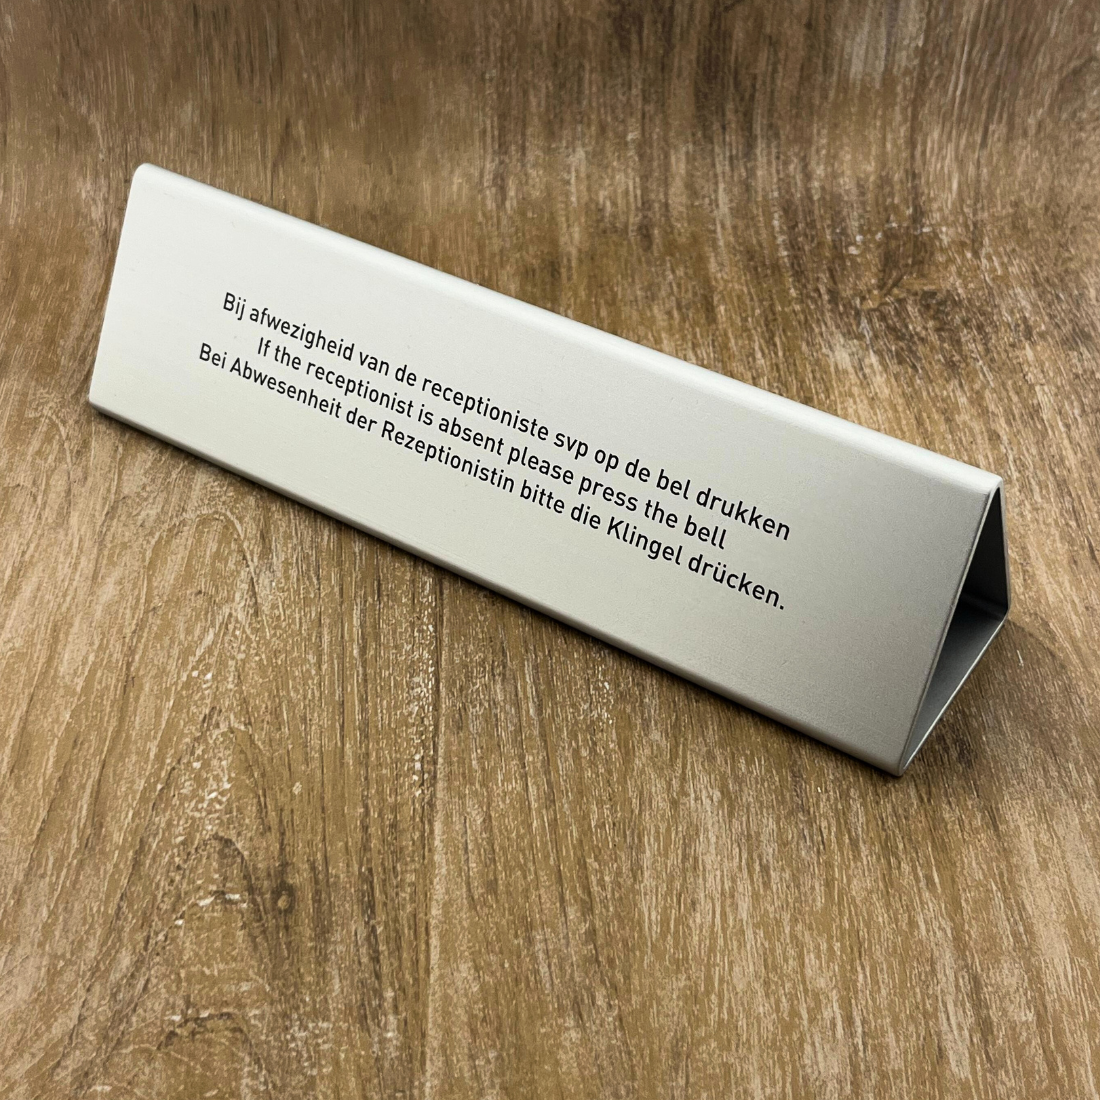 Bij afwezigheid van de receptioniste svp op de bel drukken
If the receptionist is absent please press the bell
Bei Abwesenheit der Rezeptionistin bitte die Klingel drücken.